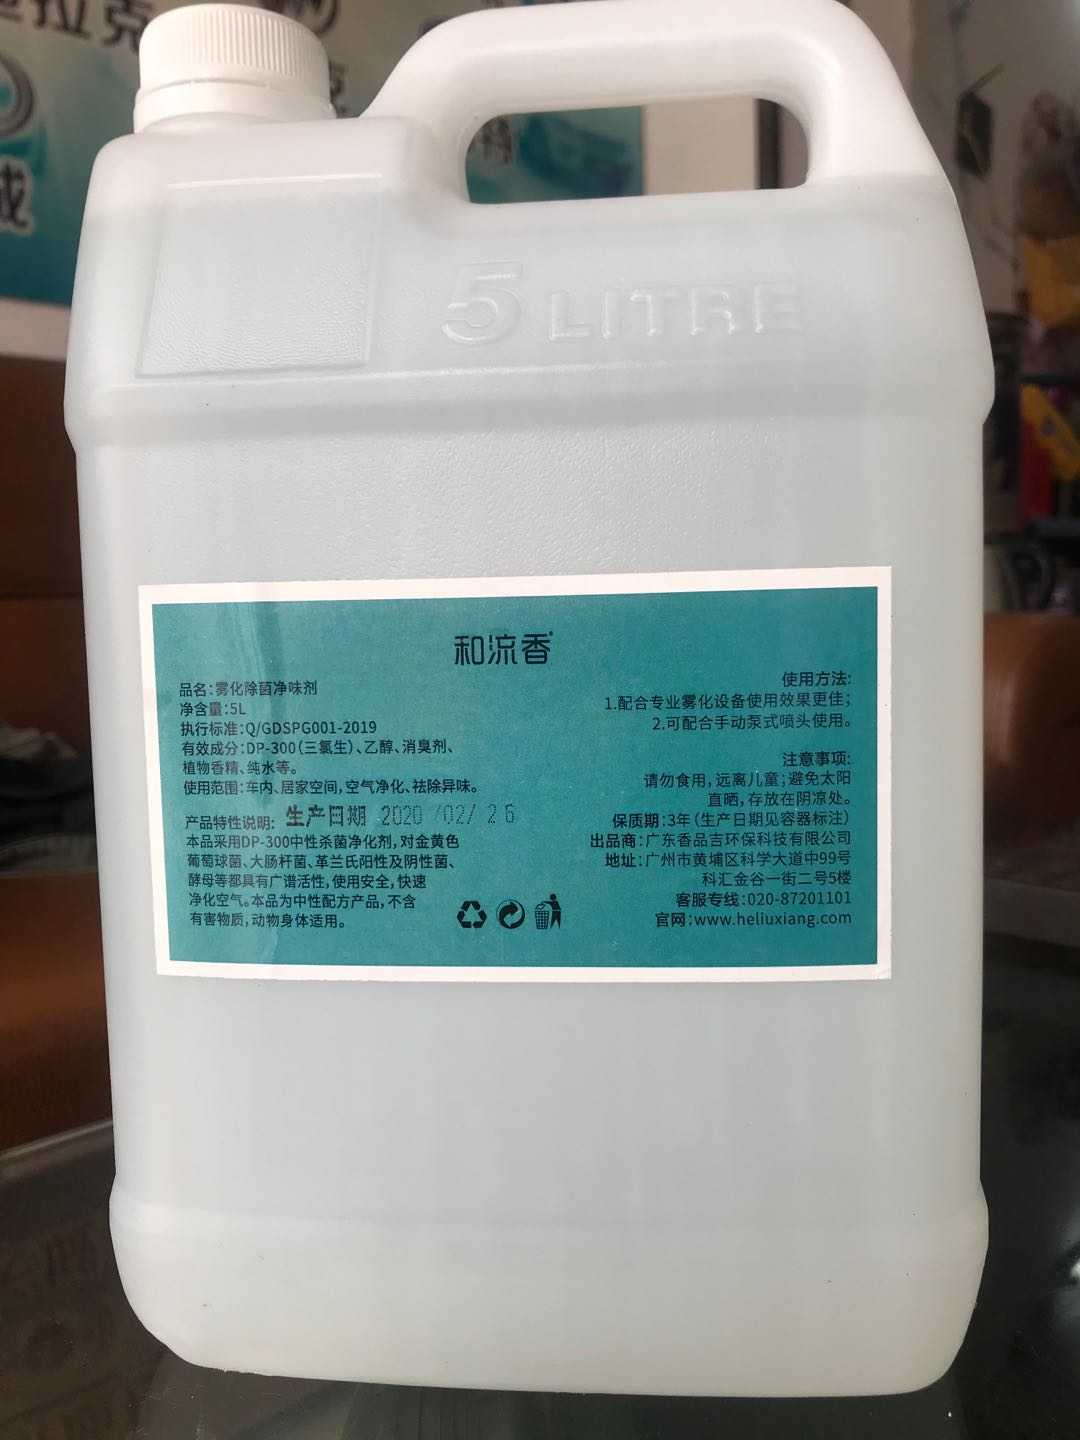 拉克
5 LITRE
和流香
品名：雾化除菌净味剂
净含量：5L
执行标准：Q/GDSPG001-2019
有效成分：DP-300（三氯生）、乙醇、消臭剂、
植物香精、纯水等。
使用范围：车内、居家空间，空气净化、祛除异味。
产品特性说明：
生产日期 2020/02/26
本品采用DP-300中性杀菌净化剂，对金黄色
葡萄球菌、大肠杆菌、革兰氏阳性及阴性菌、
酵母等都具有广谱活性，使用安全，快速
净化空气。本品为中性配方产品，不含
有害物质，动物身体适用。
使用方法：
1.配合专业雾化设备使用效果更佳；
2.可配合手动泵式喷头使用。
注意事项：
请勿食用，远离儿童；避免太阳
直晒，存放在阴凉处。
保质期：3年（生产日期见容器标注）
出品商：广东香品吉环保科技有限公司
地址：广州市黄埔区科学大道中99号
科汇金谷一街二号5楼
客服专线：020-87201101
官网：www.heliuxiang.com